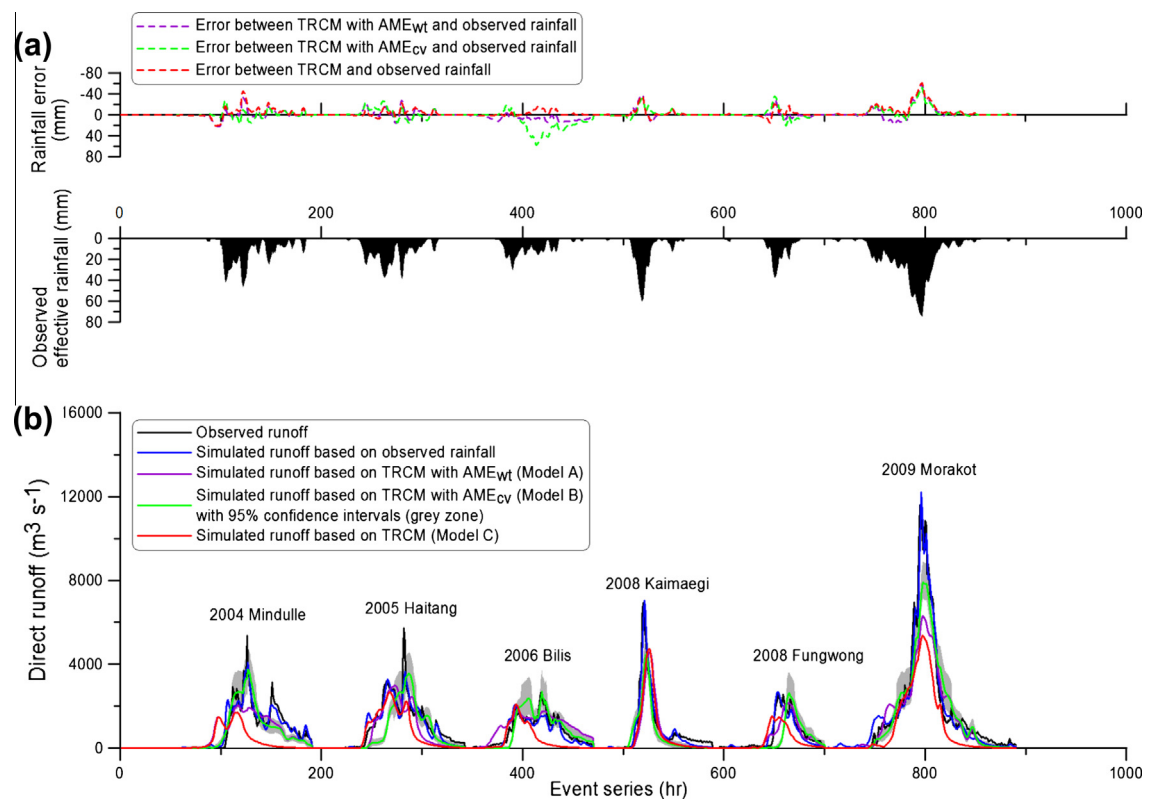 (a)
Error between TRCM with AMEwt and observed rainfall
Error between TRCM with AMEcv and observed rainfall
Error between TRCM and observed rainfall
Rainfall error
(mm)
-80
-40
0
40
80
0 200 400 600 800 1000
Observed
effective rainfall (mm)
0
20
40
60
80
(b)
Observed runoff
Simulated runoff based on observed rainfall
Simulated runoff based on TRCM with AMEwt (Model A)
Simulated runoff based on TRCM with AMEcv (Model B)
with 95% confidence intervals (grey zone)
Simulated runoff based on TRCM (Model C)
Direct runoff (m3 s-1)
16000
12000
8000
4000
0
2004 Mindulle
2005 Haitang
2006 Bilis
2008 Kaimaegi
2008 Fungwong
2009 Morakot
0 200 400 600 800 1000
Event series (hr)